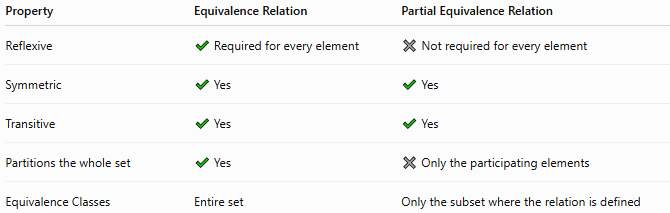 Property Equivalence Relation Partial Equivalence Relation
Reflexive ✔ Required for every element ✖ Not required for every element
Symmetric ✔ Yes ✔ Yes
Transitive ✔ Yes ✔ Yes
Partitions the whole set ✔ Yes ✖ Only the participating elements
Equivalence Classes Entire set Only the subset where the relation is defined